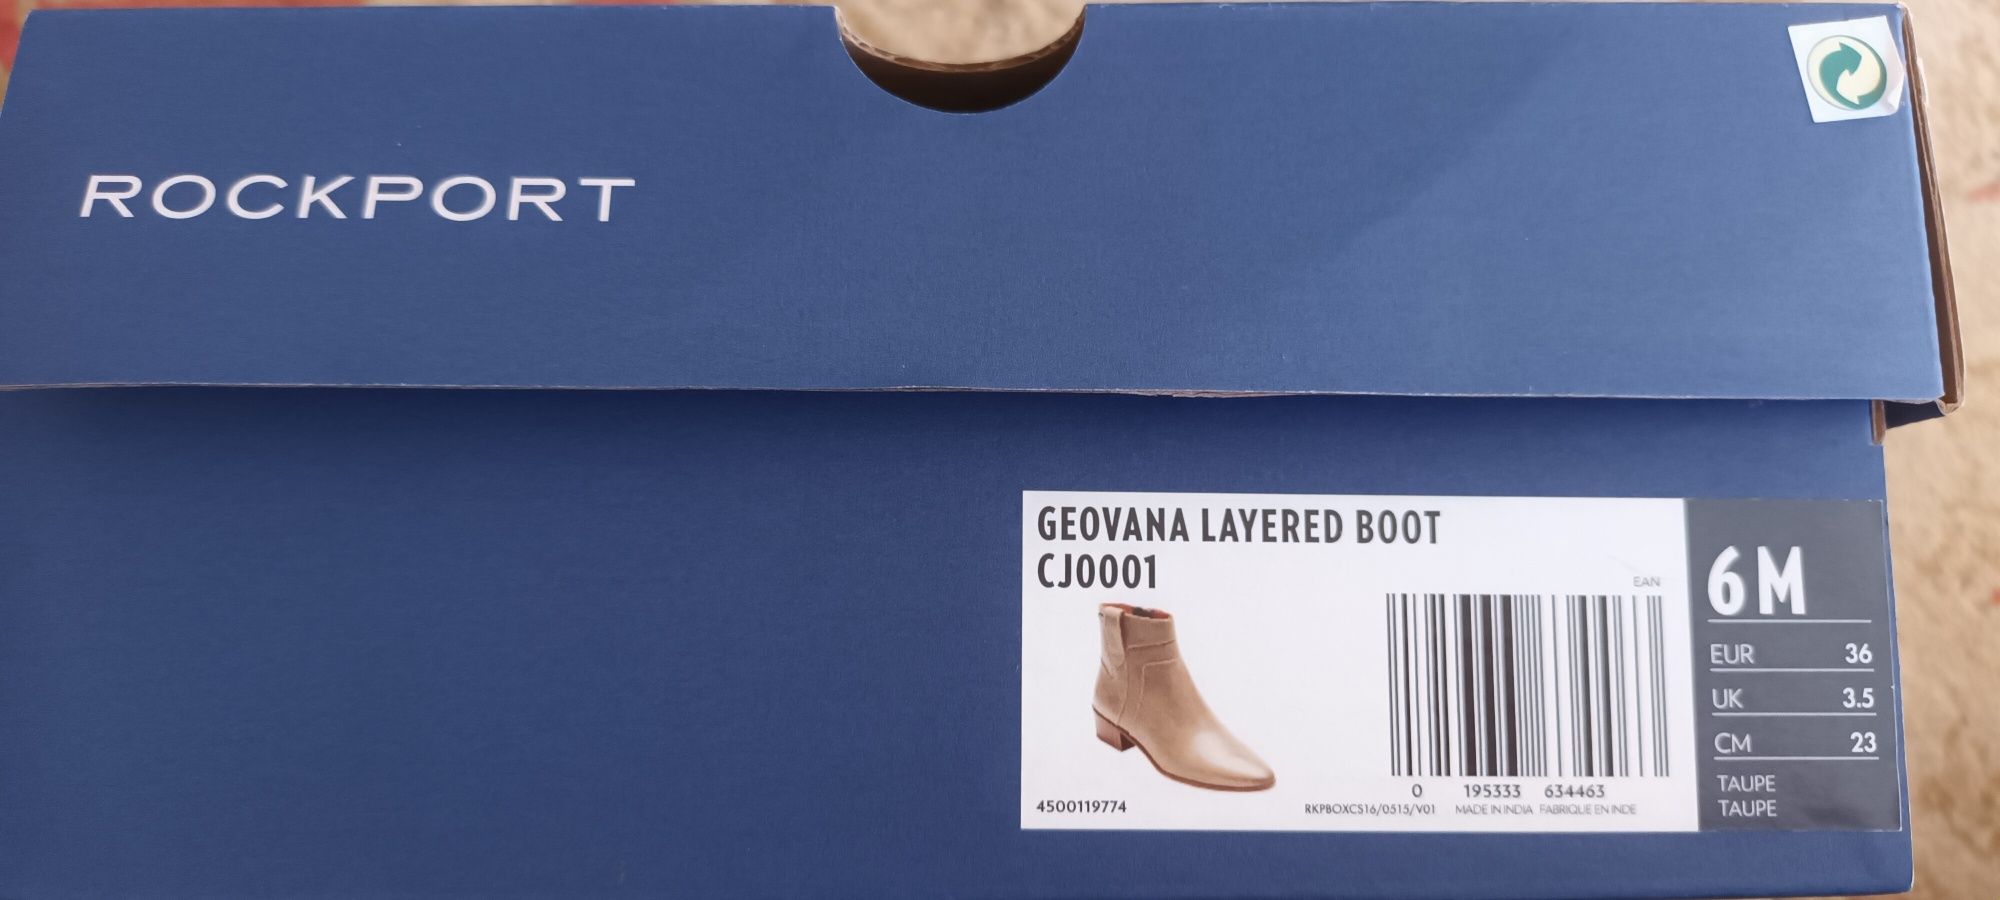 ROCKPORT
GEOVANA LAYERED BOOT
CJ0001
EAN
0 195333 634463
4500119774
RKPBOXCS16/0515/V01 MADE IN INDIA FABRIQUE EN INDE
6 M
EUR 36
UK 3.5
CM 23
TAUPE
TAUPE